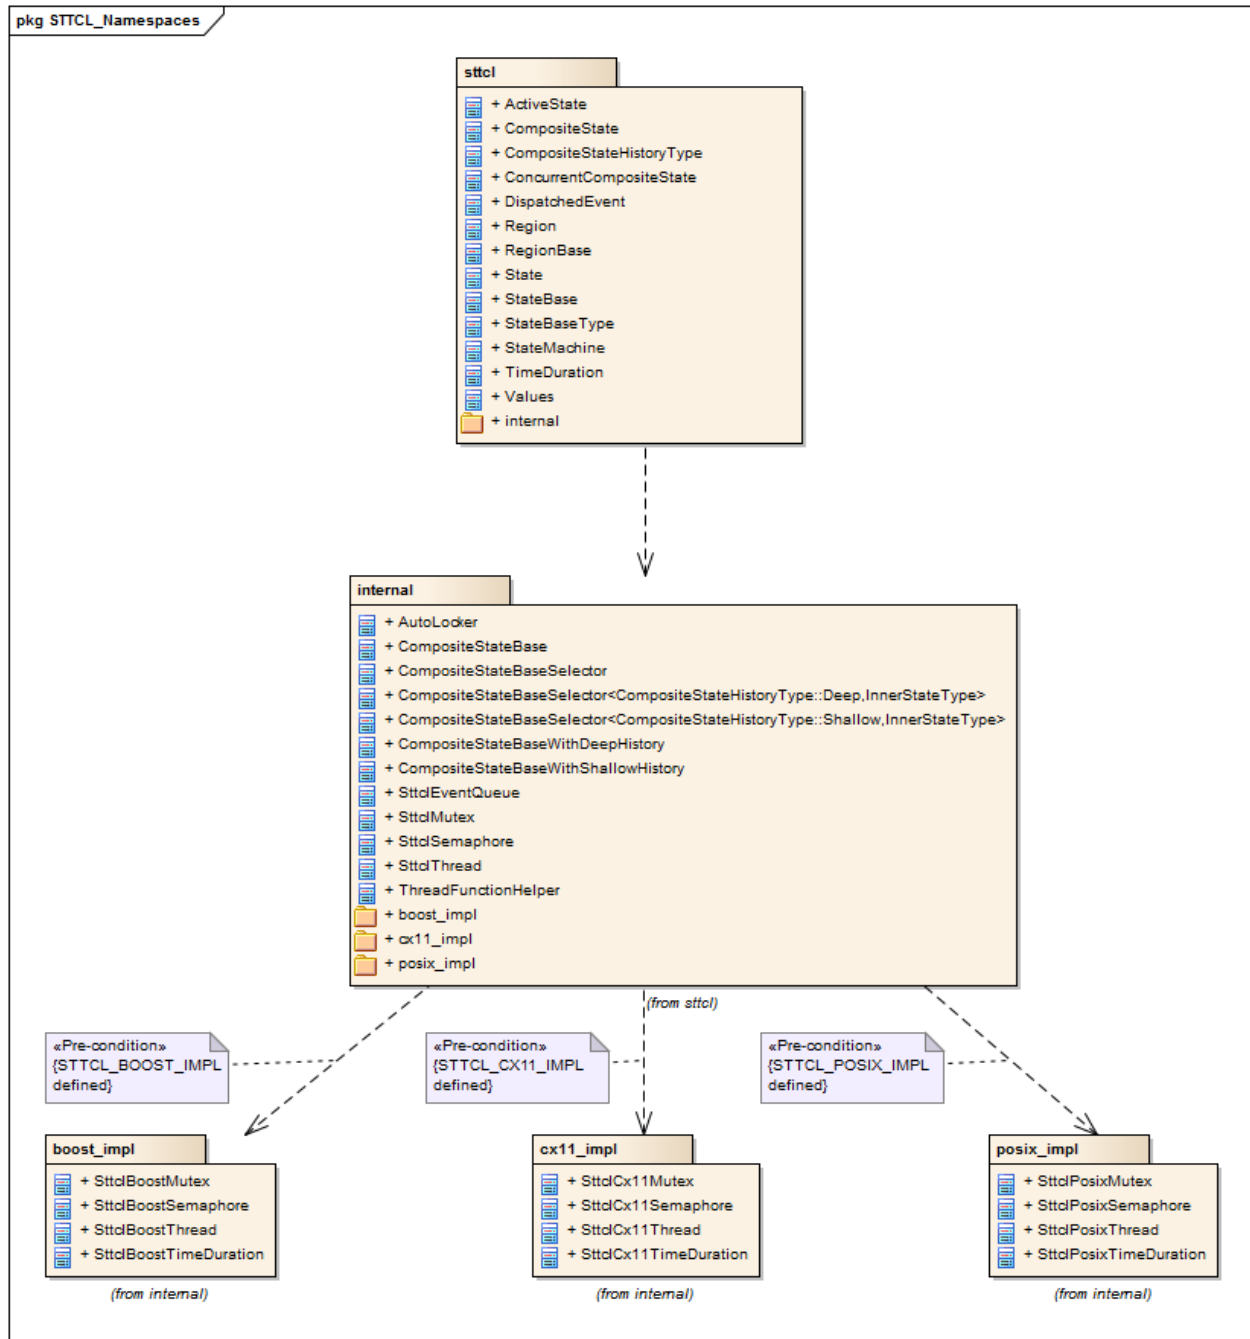 pkg STTCL_Namespaces
sttcl
+ ActiveState
+ CompositeState
+ CompositeStateHistoryType
+ ConcurrentCompositeState
+ DispatchedEvent
+ Region
+ RegionBase
+ State
+ StateBase
+ StateBaseType
+ StateMachine
+ TimeDuration
+ Values
+ internal
internal
+ AutoLocker
+ CompositeStateBase
+ CompositeStateBaseSelector
+ CompositeStateBaseSelector<CompositeStateHistoryType::Deep,InnerStateType>
+ CompositeStateBaseSelector<CompositeStateHistoryType::Shallow,InnerStateType>
+ CompositeStateBaseWithDeepHistory
+ CompositeStateBaseWithShallowHistory
+ SttclEventQueue
+ SttclMutex
+ SttclSemaphore
+ SttclThread
+ ThreadFunctionHelper
+ boost_impl
+ cx11_impl
+ posix_impl
(from sttcl)
«Pre-condition»
{STTCL_BOOST_IMPL
defined}
«Pre-condition»
{STTCL_CX11_IMPL
defined}
«Pre-condition»
{STTCL_POSIX_IMPL
defined}
boost_impl
+ SttclBoostMutex
+ SttclBoostSemaphore
+ SttclBoostThread
+ SttclBoostTimeDuration
(from internal)
cx11_impl
+ SttclCx11Mutex
+ SttclCx11Semaphore
+ SttclCx11Thread
+ SttclCx11TimeDuration
(from internal)
posix_impl
+ SttclPosixMutex
+ SttclPosixSemaphore
+ SttclPosixThread
+ SttclPosixTimeDuration
(from internal)